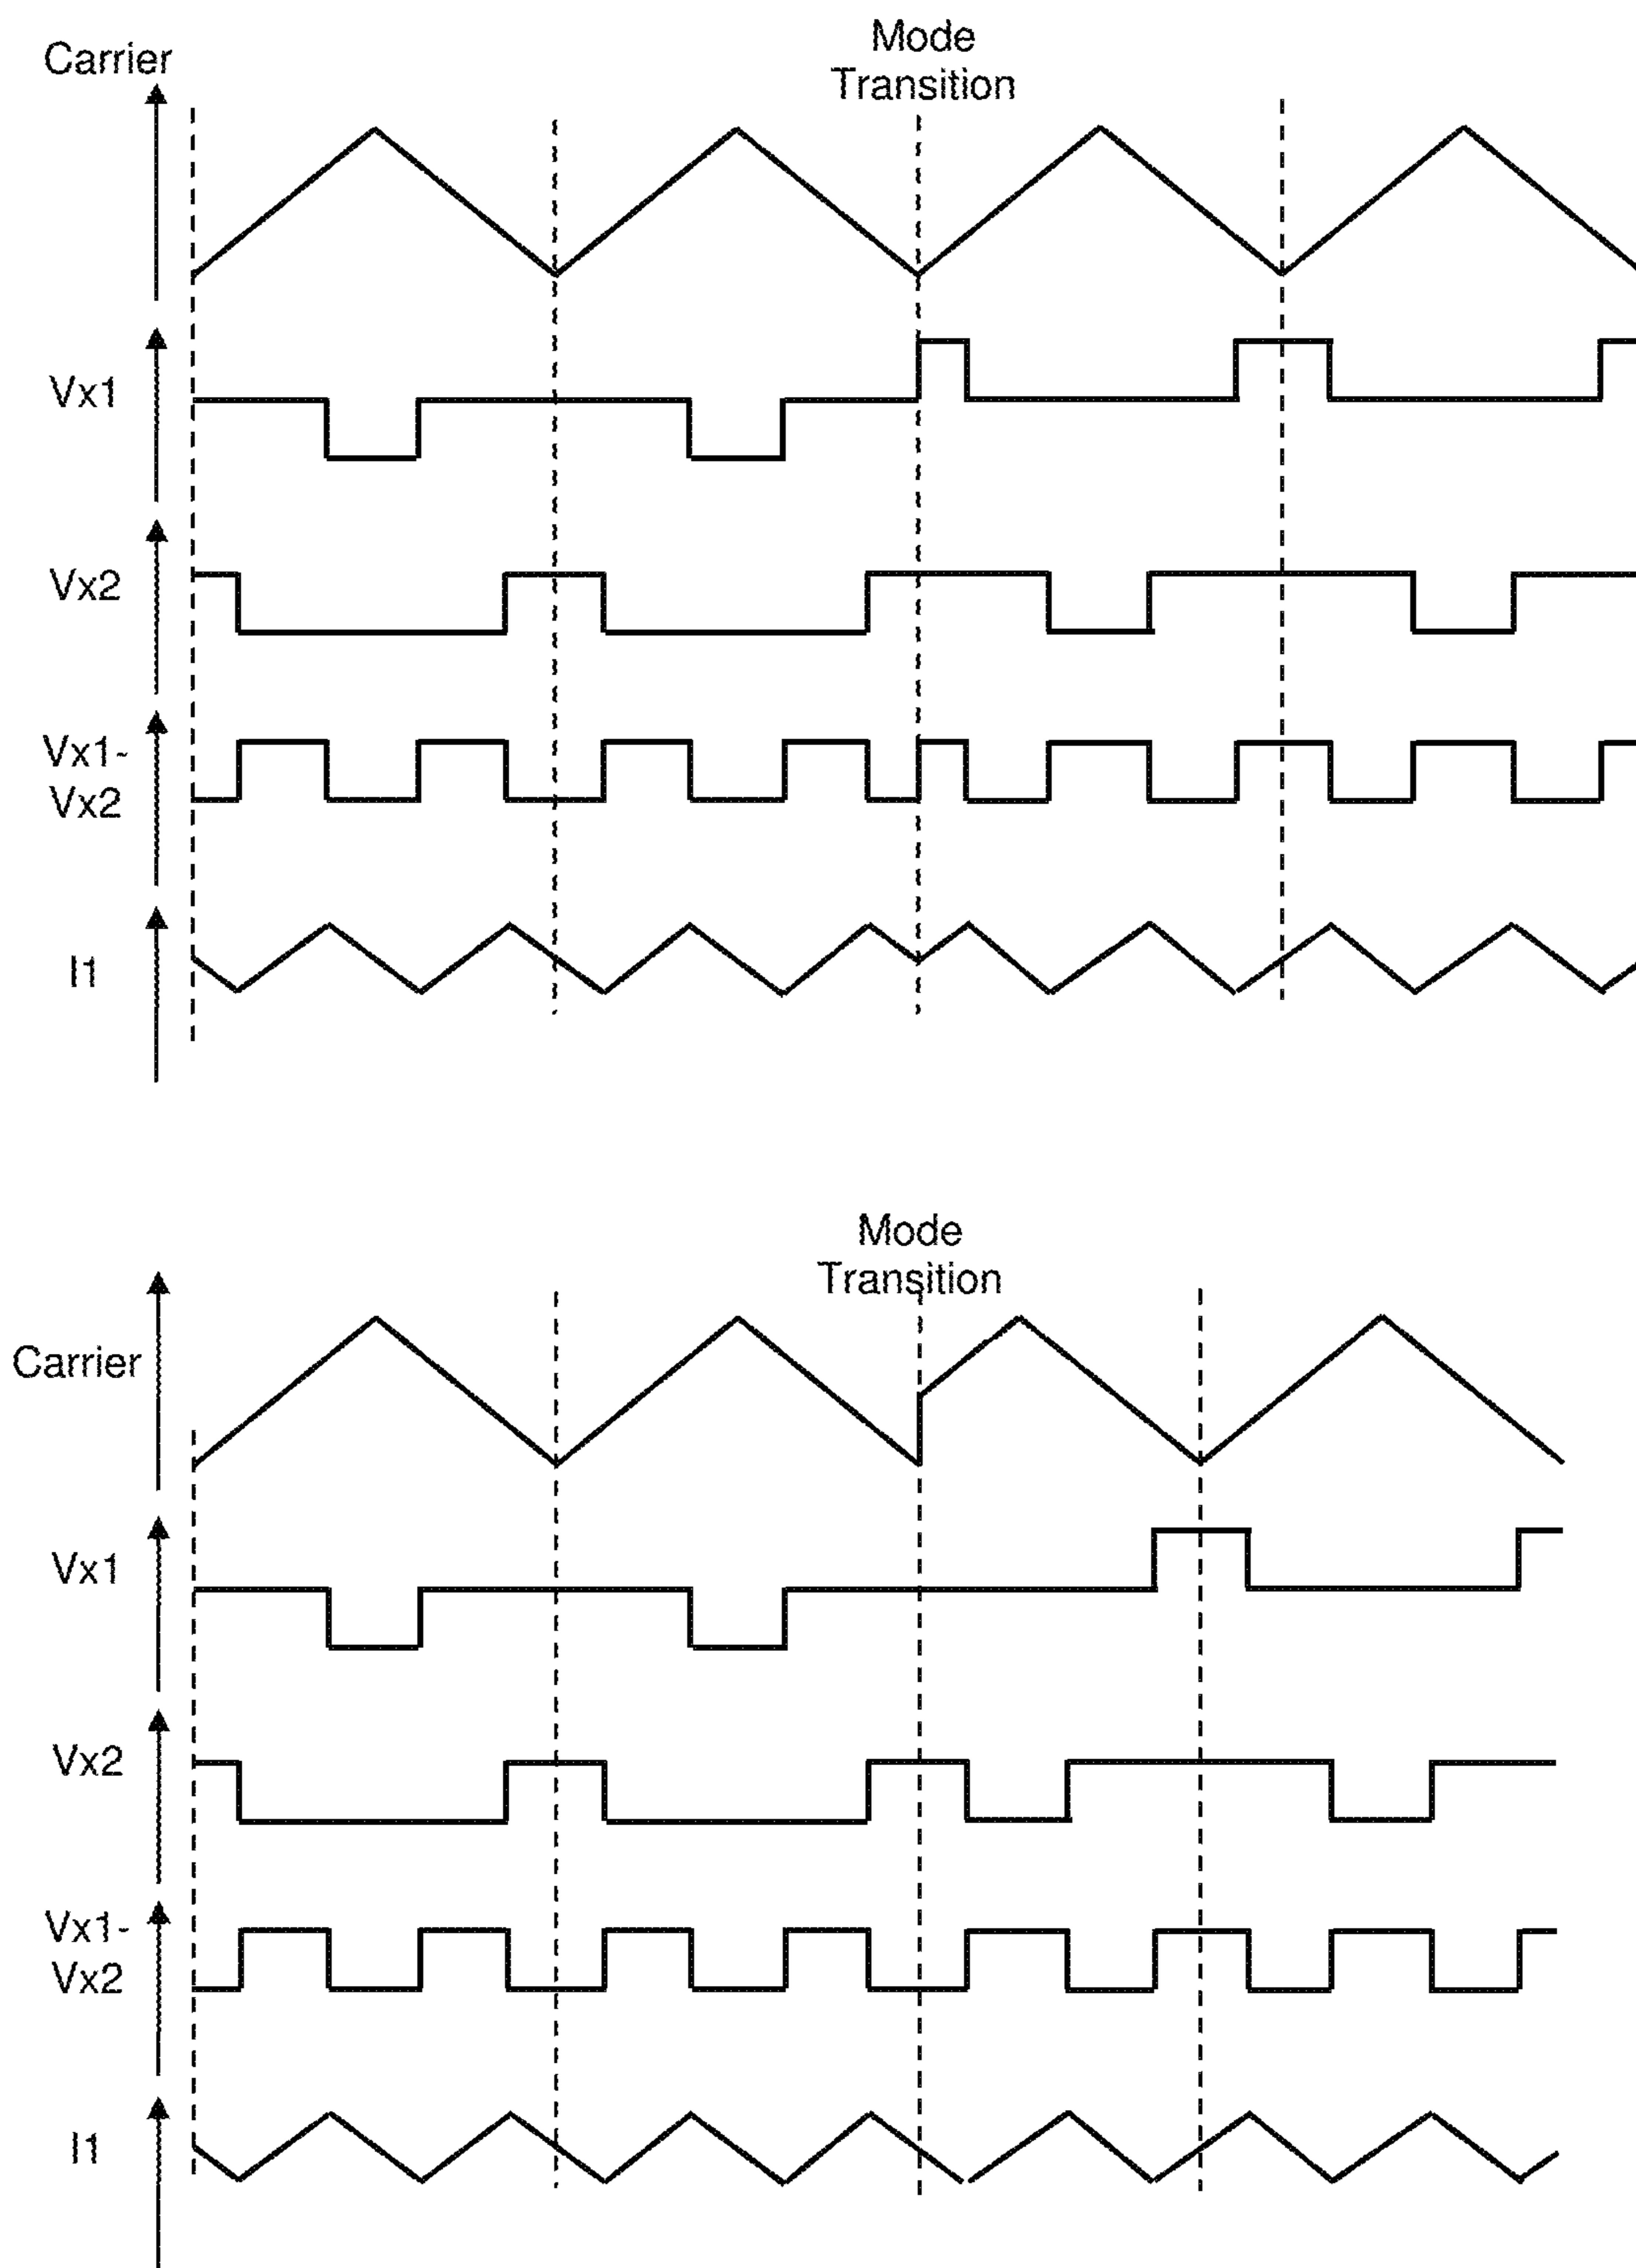 Mode
Carrier
Transition
Vx1
Vx2
Vx1-
Vx2
I1
Mode
Transition
Carrier
Vx1
Vx2
Vx1-
Vx2
I1